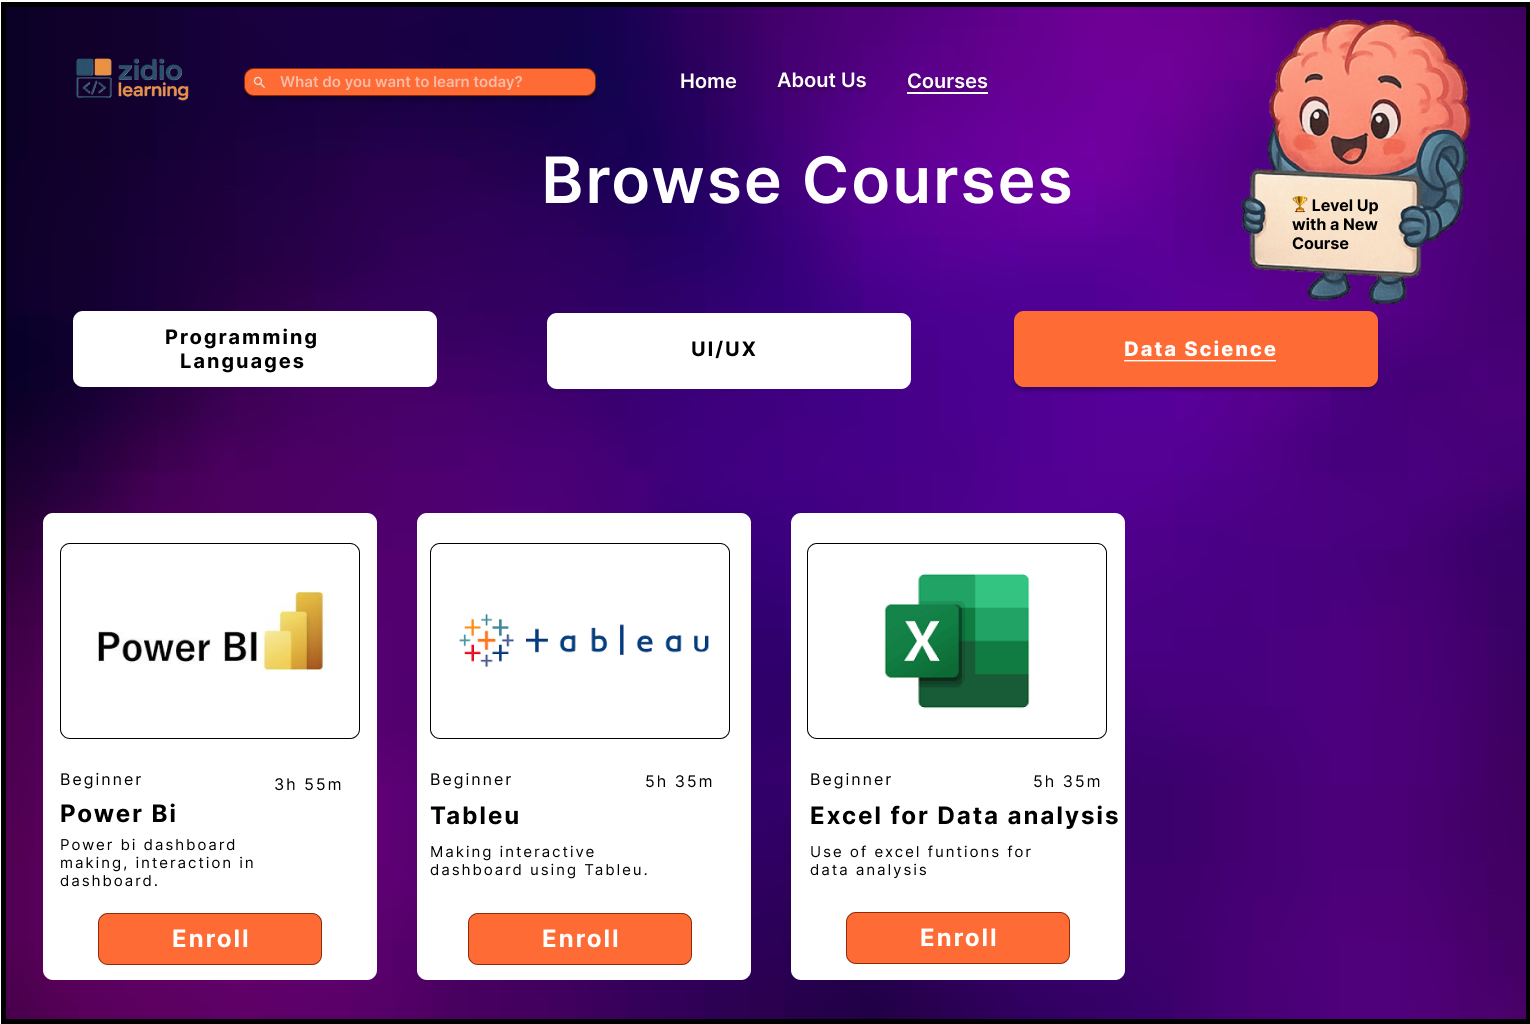 zidio
learning
What do you want to learn today?
Home
About Us
Courses
Browse Courses
🏆 Level Up
with a New
Course
Programming
Languages
UI/UX
Data Science
Power BI
+ableau
X
Beginner
3h 55m
Power Bi
Power bi dashboard
making, interaction in
dashboard.
Enroll
Beginner
5h 35m
Tableu
Making interactive
dashboard using Tableu.
Enroll
Beginner
5h 35m
Excel for Data analysis
Use of excel funtions for
data analysis
Enroll